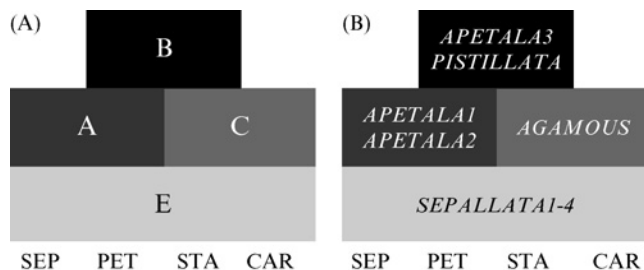 (A)
B
A
C
E
SEP PET STA CAR
(B)
APETALA3
PISTILLATA
APETALA1
APETALA2
AGAMOUS
SEPALLATA1-4
SEP PET STA CAR